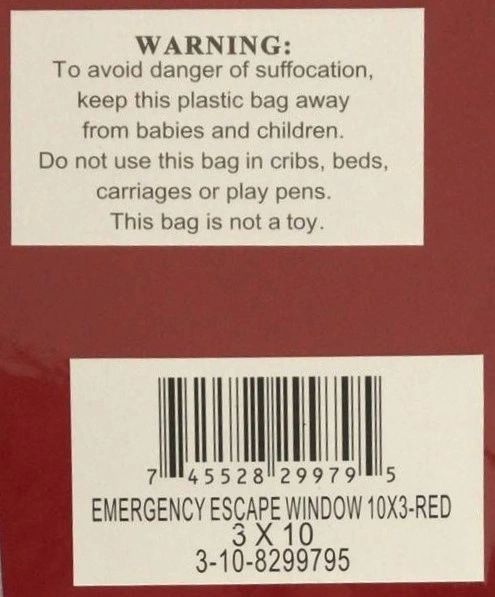 WARNING:
To avoid danger of suffocation,
keep this plastic bag away
from babies and children.
Do not use this bag in cribs, beds,
carriages or play pens.
This bag is not a toy.
7 45528 29979 5
EMERGENCY ESCAPE WINDOW 10X3-RED
3 X 10
3-10-8299795